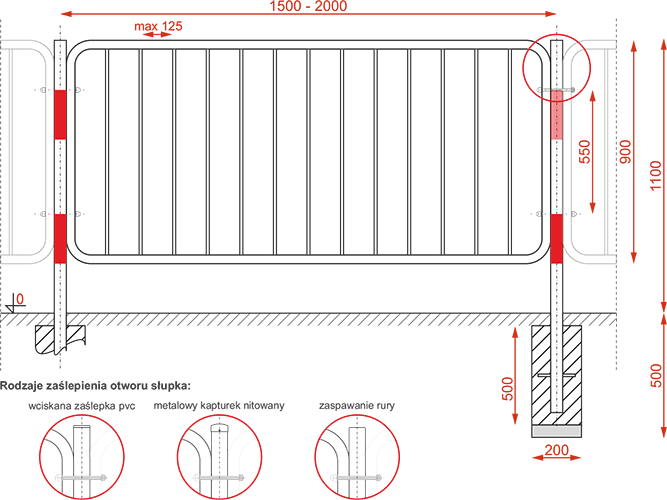 1500 - 2000
max 125
550
900
1100
0
500
500
200
Rodzaje zaślepienia otworu słupka:
wciskana zaślepka pvc
metalowy kapturek nitowany
zaspawanie rury